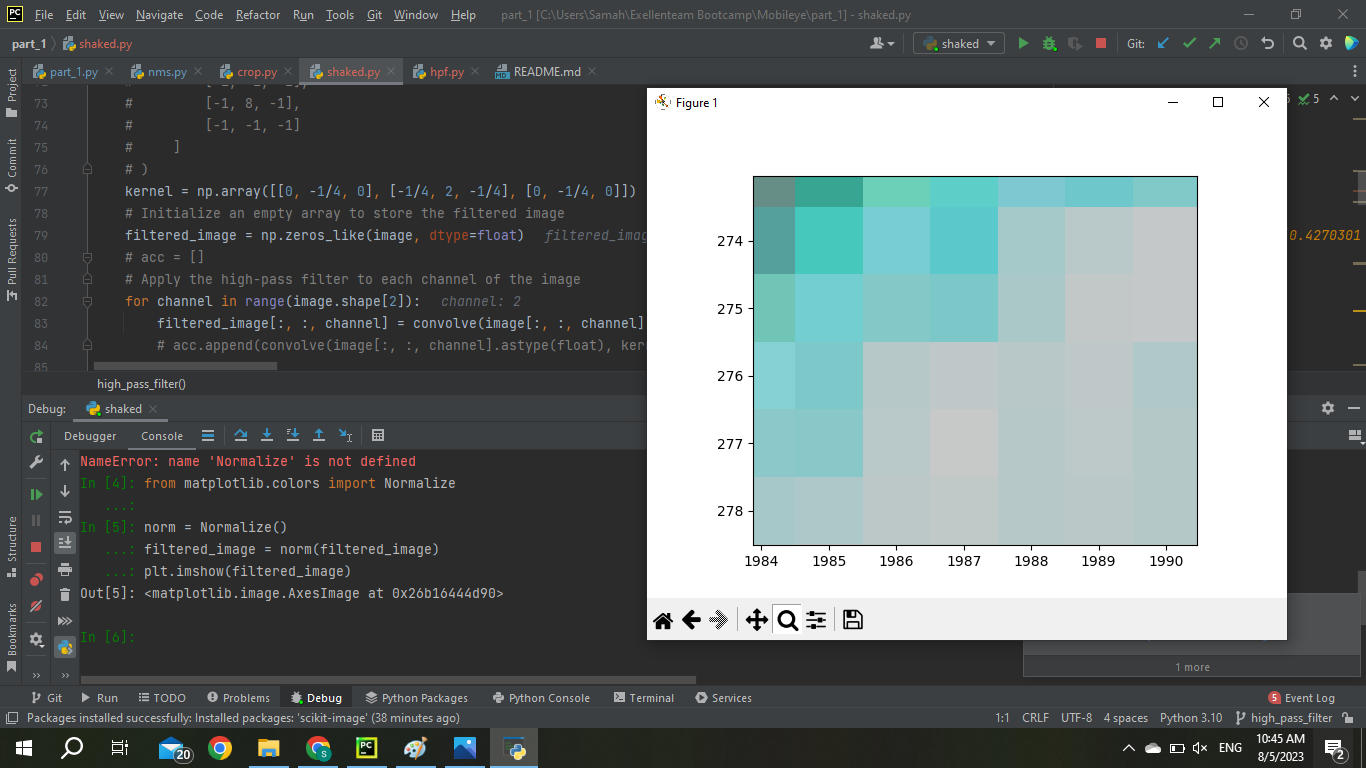 File Edit View Navigate Code Refactor Run Tools Git Window Help part_1 [C:\Users\Samah\Exellenteam Bootcamp\Mobileye\part_1] - shaked.py
part_1 shaked.py shaked Git:
part_1.py nms.py crop.py shaked.py hpf.py README.md
Project
Commit
Pull Requests
Structure
Bookmarks
73 # [-1, 8, -1],
74 # [-1, -1, -1]
75 # ]
76 # )
77 kernel = np.array([[0, -1/4, 0], [-1/4, 2, -1/4], [0, -1/4, 0]])
78 # Initialize an empty array to store the filtered image
79 filtered_image = np.zeros_like(image, dtype=float) filtered_imag
0.4270301
80 # acc = []
81 # Apply the high-pass filter to each channel of the image
82 for channel in range(image.shape[2]): channel: 2
83 filtered_image[:, :, channel] = convolve(image[:, :, channel]
84 # acc.append(convolve(image[:, :, channel].astype(float), ker
85
high_pass_filter()
5
Figure 1
274
275
276
277
278
1984 1985 1986 1987 1988 1989 1990
Debug: shaked
Debugger Console
NameError: name 'Normalize' is not defined
In [4]: from matplotlib.colors import Normalize
...:
In [5]: norm = Normalize()
...: filtered_image = norm(filtered_image)
...: plt.imshow(filtered_image)
Out[5]: <matplotlib.image.AxesImage at 0x26b16444d90>
In [6]:
1 more
Git Run TODO Problems Debug Python Packages Python Console Terminal Services 5 Event Log
Packages installed successfully: Installed packages: 'scikit-image' (38 minutes ago) 1:1 CRLF UTF-8 4 spaces Python 3.10 high_pass_filter
20
ENG
10:45 AM
8/5/2023
2